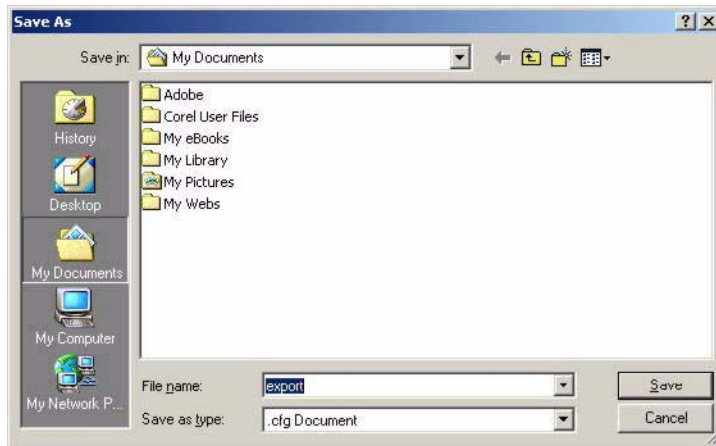 Save As
Save in: My Documents
History
Desktop
My Documents
My Computer
My Network P...
Adobe
Corel User Files
My eBooks
My Library
My Pictures
My Webs
File name: export Save
Save as type: .cfg Document Cancel